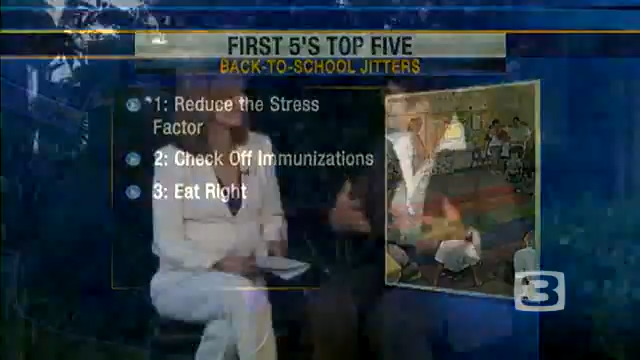 FIRST 5'S TOP FIVE
BACK-TO-SCHOOL JITTERS
1: Reduce the Stress
Factor
2: Check Off Immunizations
3: Eat Right
3